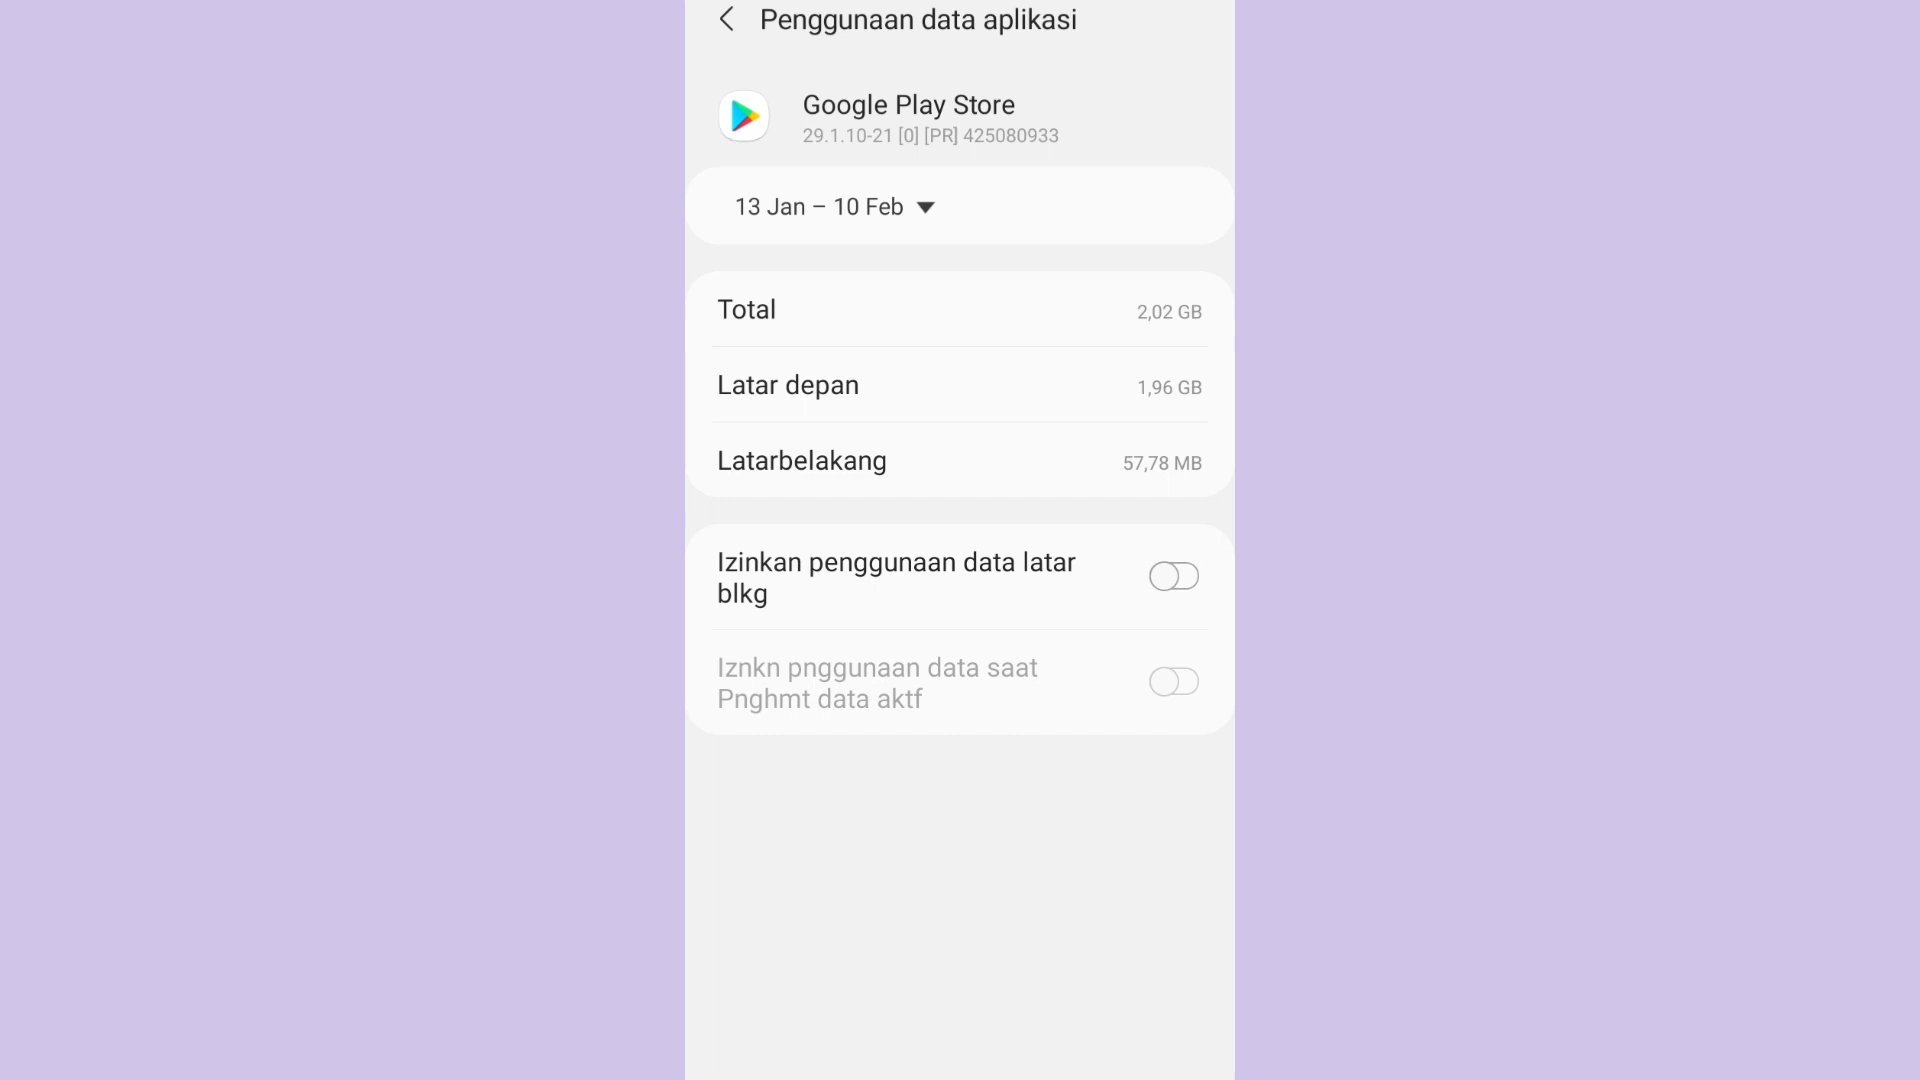 Penggunaan data aplikasi
Google Play Store
29.1.10-21 [0] [PR] 425080933
13 Jan – 10 Feb
Total
2,02 GB
Latar depan
1,96 GB
Latarbelakang
57,78 MB
Izinkan penggunaan data latar
blkg
Iznkn pnggunaan data saat
Pnghmt data aktf